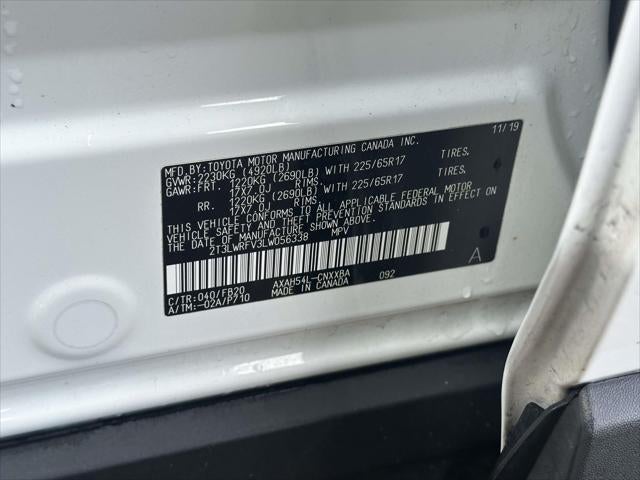 MFD.BY:TOYOTA MOTOR MANUFACTURING CANADA INC. 11/19
GVWR:2230KG (4920LB)
GAWR:FRT. 1220KG (2690LB) WITH 225/65R17 TIRES.
17X7.0J RIMS.
RR. 1220KG (2690LB) WITH 225/65R17 TIRES.
17X7.0J RIMS.
THIS VEHICLE CONFORMS TO ALL APPLICABLE FEDERAL MOTOR
VEHICLE SAFETY AND THEFT PREVENTION STANDARDS IN EFFECT ON
THE DATE OF MANUFACTURE SHOWN ABOVE.
2T3LWRFV3LW056338 MPV
A
C/TR:040/FB20 AXAH54L-CNXXBA 092
A/TM:-02A/P710 MADE IN CANADA